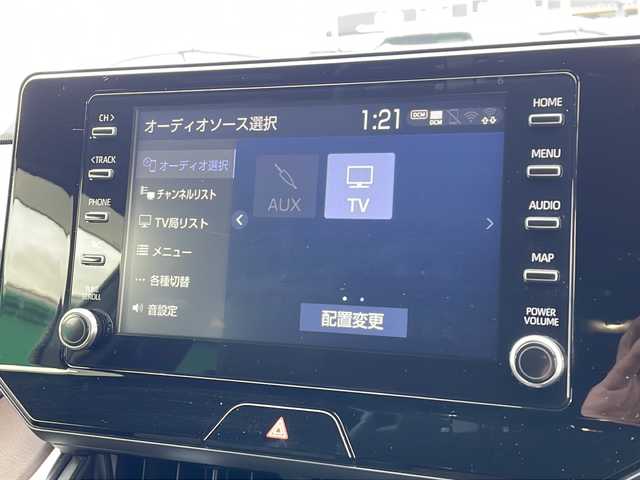 CH>
<TRACK
PHONE
SCROLL
オーディオソース選択
1:21
DCM
DCM
オーディオ選択
チャンネルリスト
TV局リスト
メニュー
各種切替
音設定
AUX
TV
配置変更
HOME
MENU
AUDIO
MAP
POWER
VOLUME